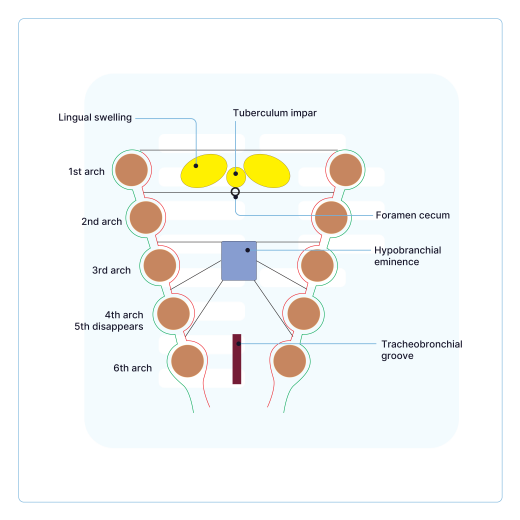 Tuberculum impar
Lingual swelling
1st arch
2nd arch
Foramen cecum
Hypobranchial
eminence
3rd arch
4th arch
5th disappears
Tracheobronchial
groove
6th arch